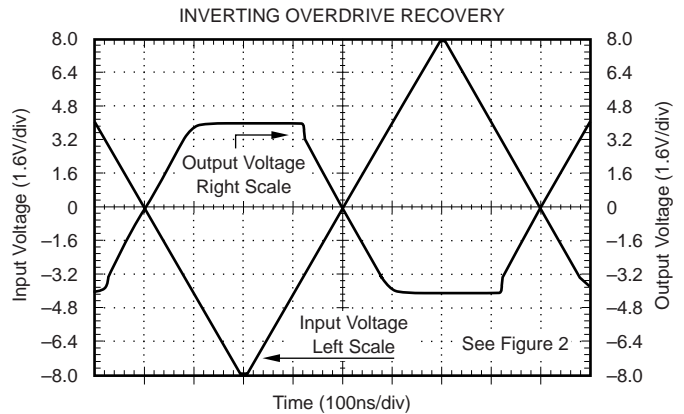 INVERTING OVERDRIVE RECOVERY
8.0
6.4
4.8
3.2
1.6
0
–1.6
–3.2
–4.8
–6.4
–8.0
Input Voltage (1.6V/div)
Output Voltage
Right Scale
Input Voltage
Left Scale
See Figure 2
8.0
6.4
4.8
3.2
1.6
0
–1.6
–3.2
–4.8
–6.4
–8.0
Output Voltage (1.6V/div)
Time (100ns/div)